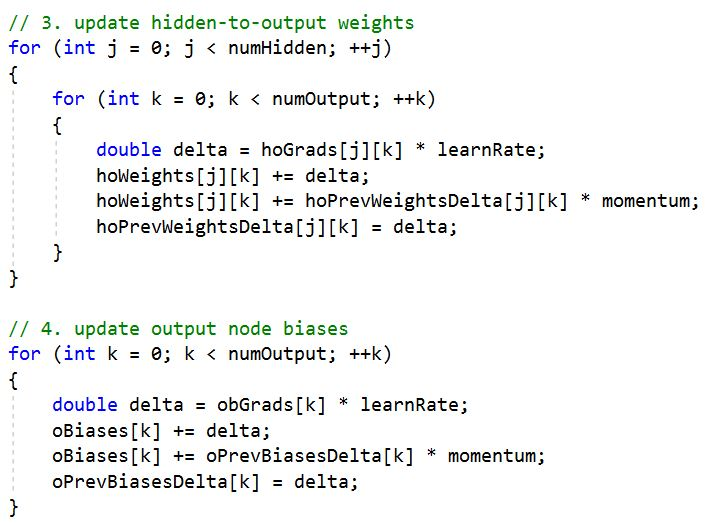 // 3. update hidden-to-output weights
for (int j = 0; j < numHidden; ++j)
{
    for (int k = 0; k < numOutput; ++k)
    {
        double delta = hoGrads[j][k] * learnRate;
        hoWeights[j][k] += delta;
        hoWeights[j][k] += hoPrevWeightsDelta[j][k] * momentum;
        hoPrevWeightsDelta[j][k] = delta;
    }
}

// 4. update output node biases
for (int k = 0; k < numOutput; ++k)
{
    double delta = obGrads[k] * learnRate;
    oBiases[k] += delta;
    oBiases[k] += oPrevBiasesDelta[k] * momentum;
    oPrevBiasesDelta[k] = delta;
}